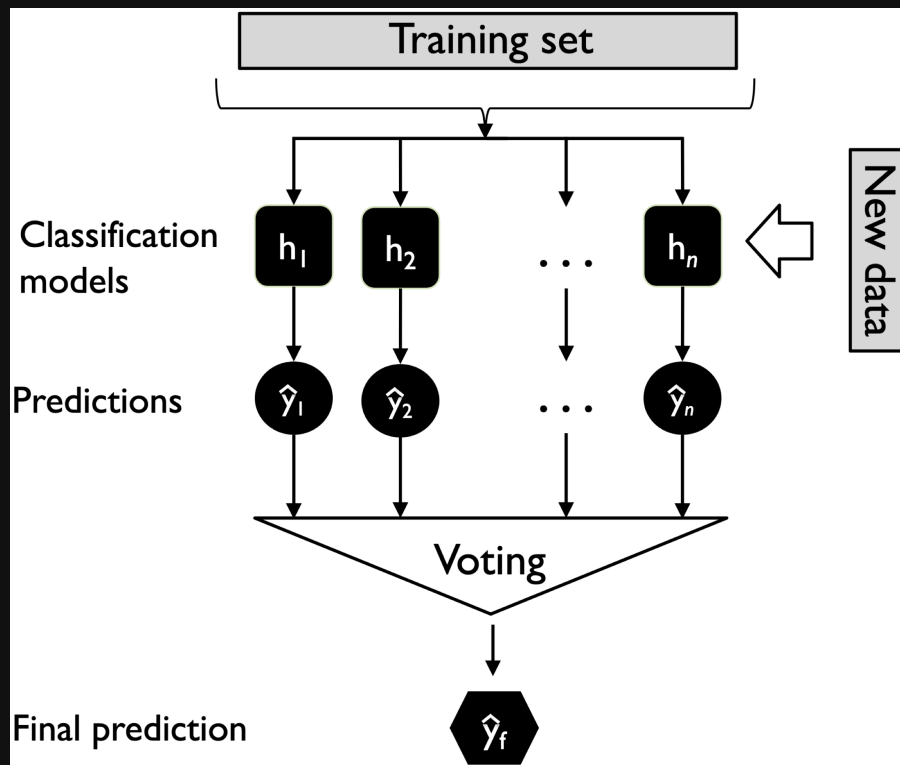 Training set
Classification
models
h₁ h₂ . . . hₙ
New data
Predictions
ŷ₁ ŷ₂ . . . ŷₙ
Voting
Final prediction
ŷf